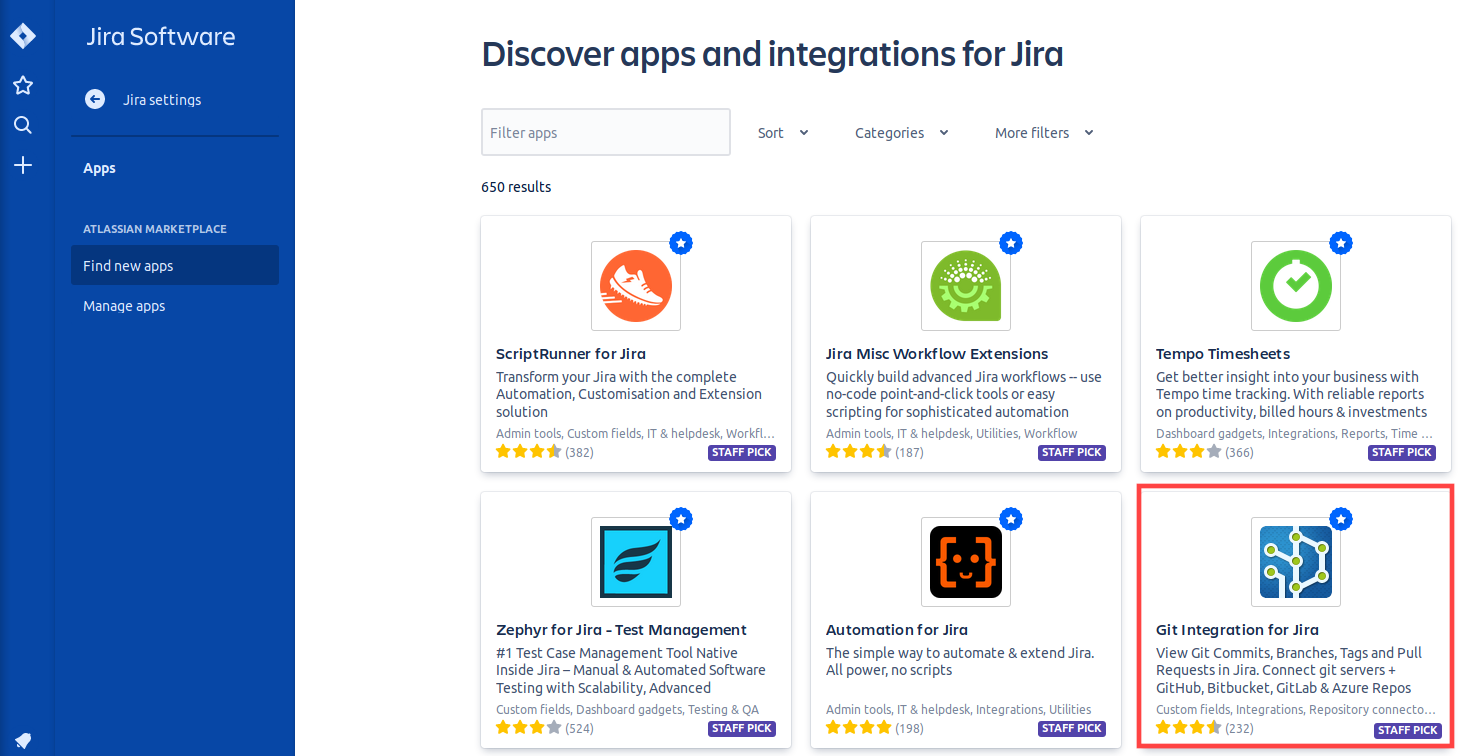 Jira Software
Jira settings
Apps
ATLASSIAN MARKETPLACE
Find new apps
Manage apps
Discover apps and integrations for Jira
Filter apps
Sort
Categories
More filters
650 results
ScriptRunner for Jira
Transform your Jira with the complete
Automation, Customisation and Extension
solution
Admin tools, Custom fields, IT & helpdesk, Workfl...
(382)
STAFF PICK
Jira Misc Workflow Extensions
Quickly build advanced Jira workflows -- use
no-code point-and-click tools or easy
scripting for sophisticated automation
Admin tools, IT & helpdesk, Utilities, Workflow
(187)
STAFF PICK
Tempo Timesheets
Get better insight into your business with
Tempo time tracking. With reliable reports
on productivity, billed hours & investments
Dashboard gadgets, Integrations, Reports, Time ...
(366)
STAFF PICK
Zephyr for Jira - Test Management
#1 Test Case Management Tool Native
Inside Jira – Manual & Automated Software
Testing with Scalability, Advanced
Custom fields, Dashboard gadgets, Testing & QA
(524)
STAFF PICK
Automation for Jira
The simple way to automate & extend Jira.
All power, no scripts
Admin tools, IT & helpdesk, Integrations, Utilities
(198)
STAFF PICK
Git Integration for Jira
View Git Commits, Branches, Tags and Pull
Requests in Jira. Connect git servers +
GitHub, Bitbucket, GitLab & Azure Repos
Custom fields, Integrations, Repository connecto...
(232)
STAFF PICK